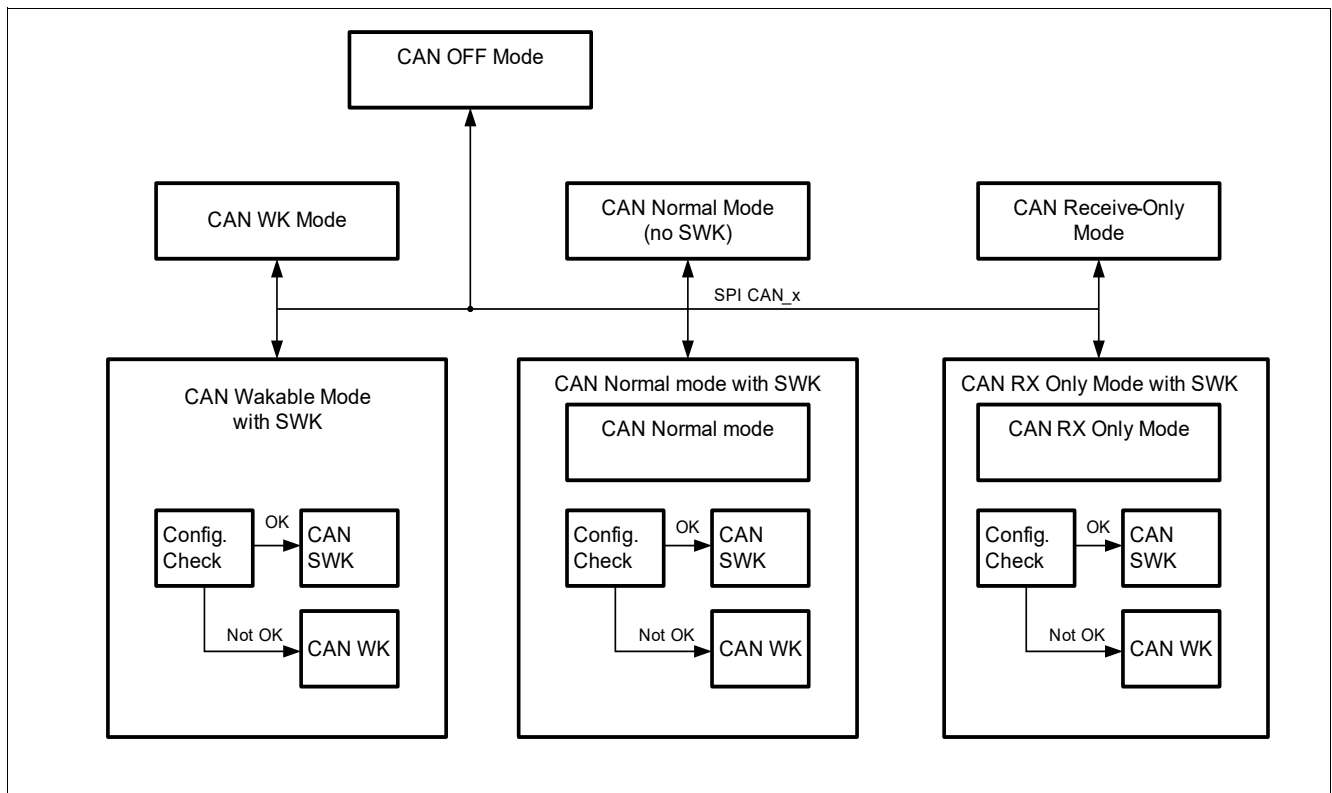 CAN OFF Mode
CAN WK Mode
CAN Normal Mode
(no SWK)
CAN Receive-Only
Mode
SPI CAN_x
CAN Wakable Mode
with SWK
Config.
Check
OK
CAN
SWK
Not OK
CAN WK
CAN Normal mode with SWK
CAN Normal mode
Config.
Check
OK
CAN
SWK
Not OK
CAN WK
CAN RX Only Mode with SWK
CAN RX Only Mode
Config.
Check
OK
CAN
SWK
Not OK
CAN WK